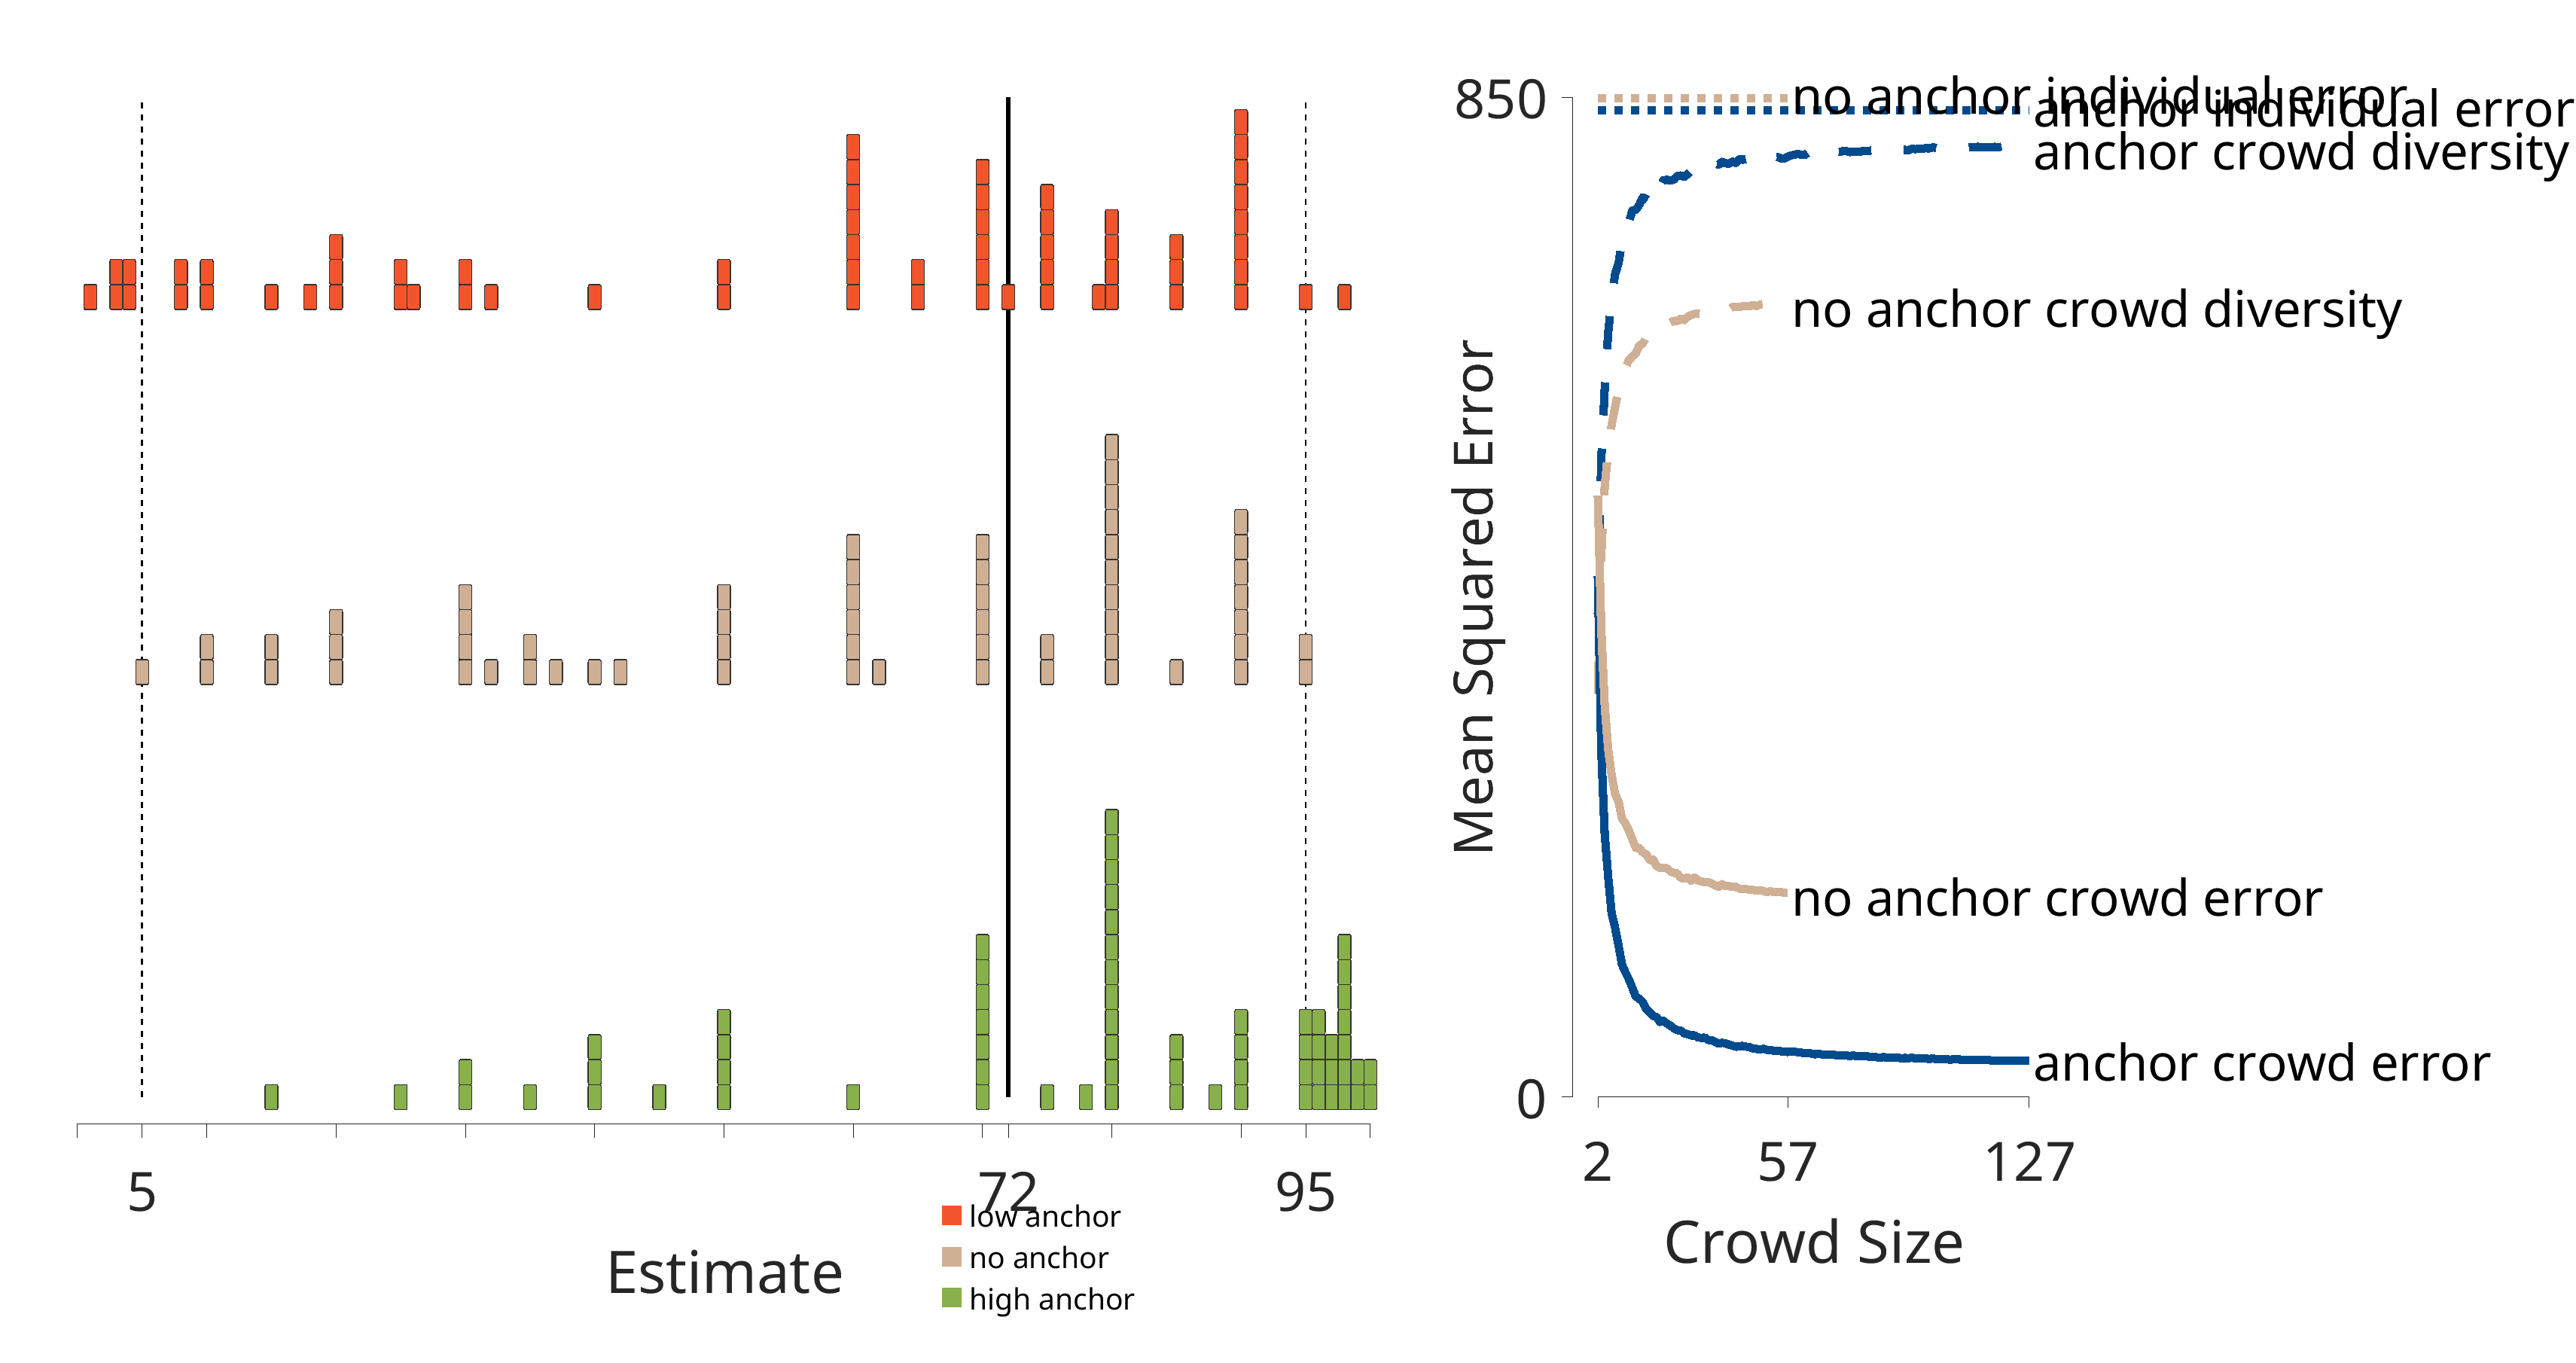 5
72
95
Estimate
low anchor
no anchor
high anchor
850
0
Mean Squared Error
2
57
127
Crowd Size
no anchor individual error
anchor individual error
anchor crowd diversity
no anchor crowd diversity
no anchor crowd error
anchor crowd error